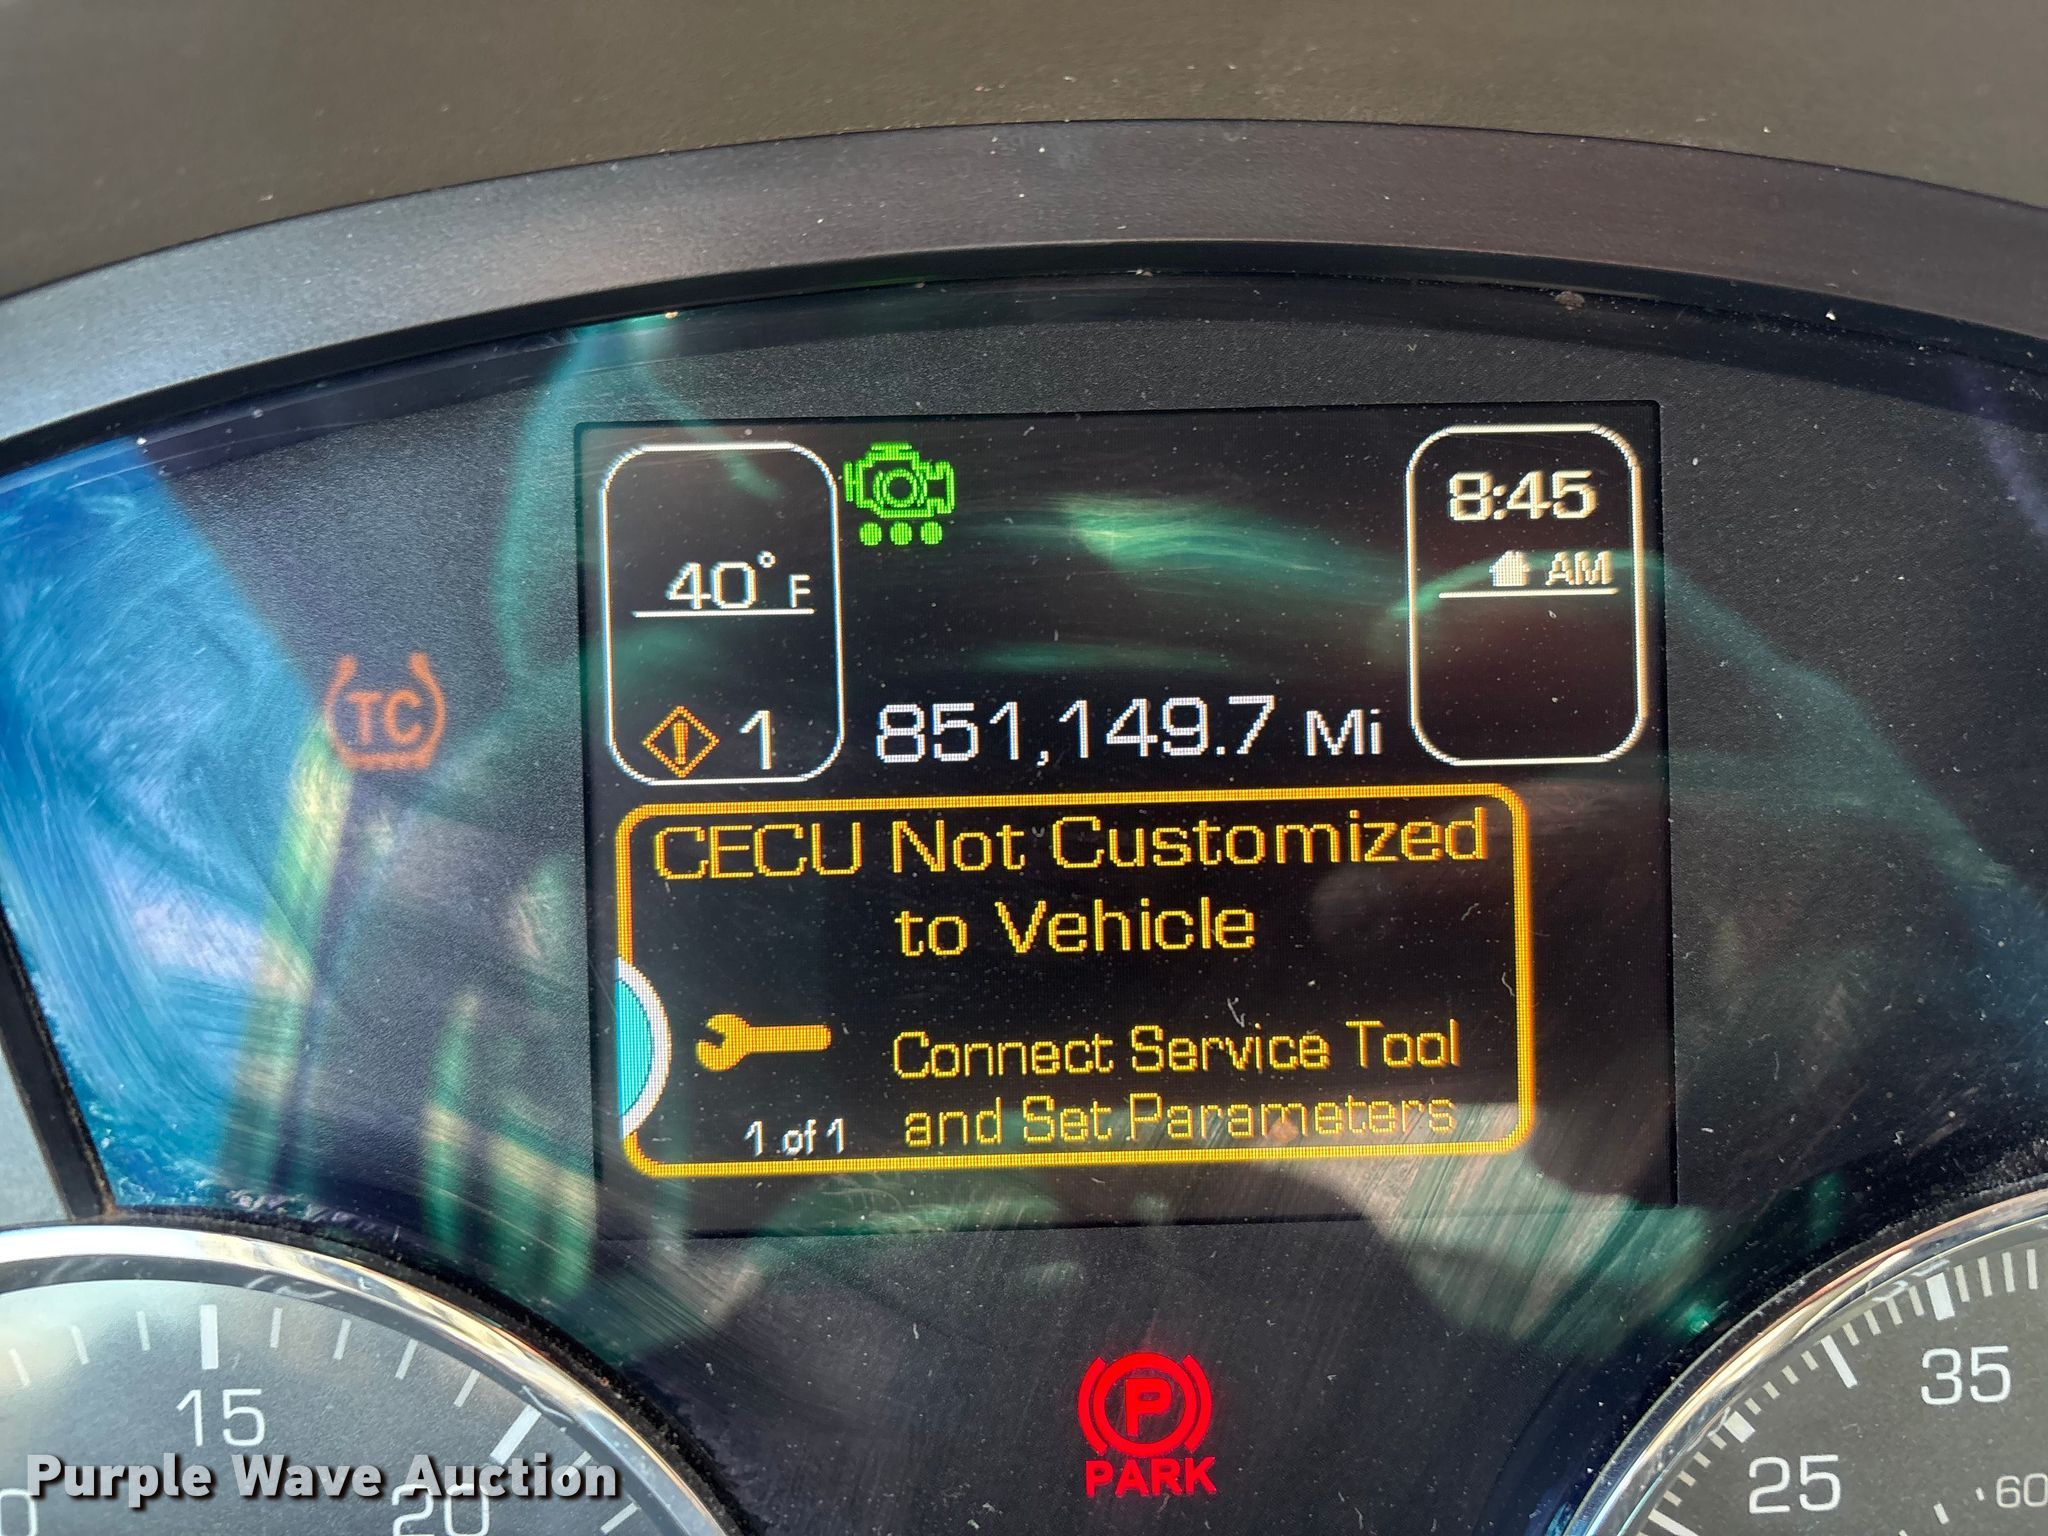 8:45
AM
40°F
TC
1
851,149.7 Mi
CECU Not Customized
to Vehicle
Connect Service Tool
and Set Parameters
1 of 1
P
PARK
15
20
35
25
60
Purple Wave Auction